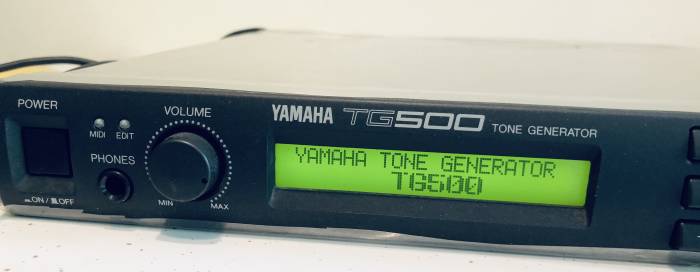 POWER
MIDI EDIT
PHONES
ON / OFF
VOLUME
MIN MAX
YAMAHA TG500 TONE GENERATOR
YAMAHA TONE GENERATOR
TG500